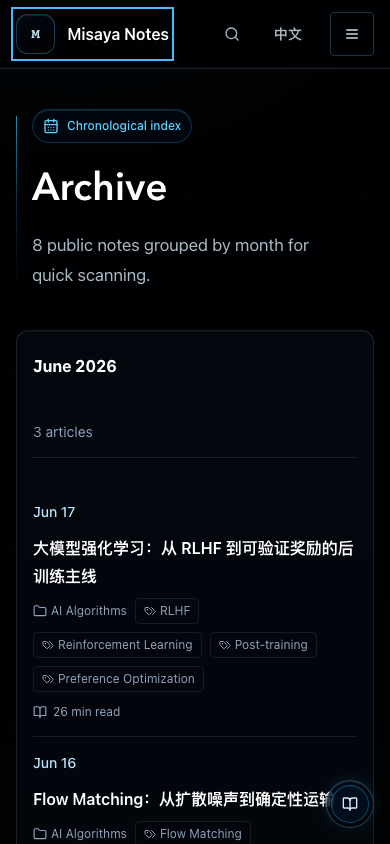 M Misaya Notes 中文
Chronological index
Archive
8 public notes grouped by month for
quick scanning.
June 2026
3 articles
Jun 17
大模型强化学习：从 RLHF 到可验证奖励的后
训练主线
AI Algorithms RLHF
Reinforcement Learning Post-training
Preference Optimization
26 min read
Jun 16
Flow Matching：从扩散噪声到确定性运输
AI Algorithms Flow Matching